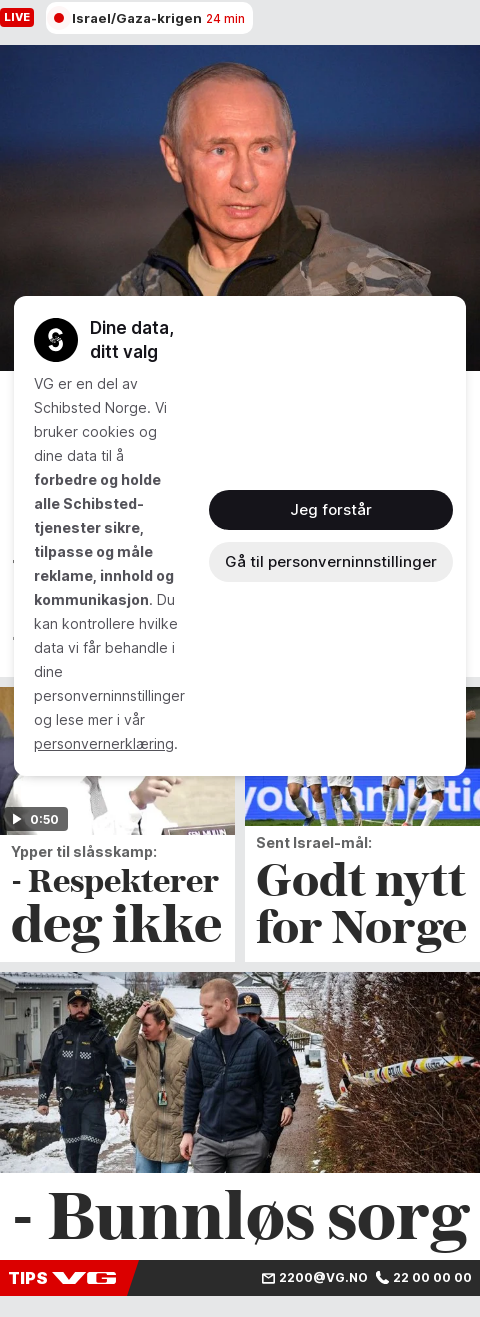 LIVE
Israel/Gaza-krigen 24 min
Dine data,
ditt valg
VG er en del av
Schibsted Norge. Vi
bruker cookies og
dine data til å
forbedre og holde
alle Schibsted-
tjenester sikre,
tilpasse og måle
reklame, innhold og
kommunikasjon. Du
kan kontrollere hvilke
data vi får behandle i
dine
personverninnstillinger
og lese mer i vår
personvernerklæring.
Jeg forstår
Gå til personverninnstillinger
0:50
your ambitie
Ypper til slåsskamp:
- Respekterer
deg ikke
Sent Israel-mål:
Godt nytt
for Norge
- Bunnløs sorg
TIPS VG
2200@VG.NO 22 00 00 00